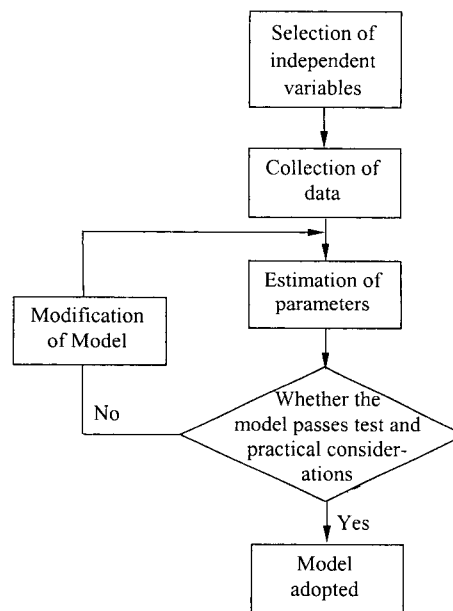 Selection of
independent
variables
Collection of
data
Estimation of
parameters
Modification
of Model
No
Whether the
model passes test and
practical consider-
ations
Yes
Model
adopted